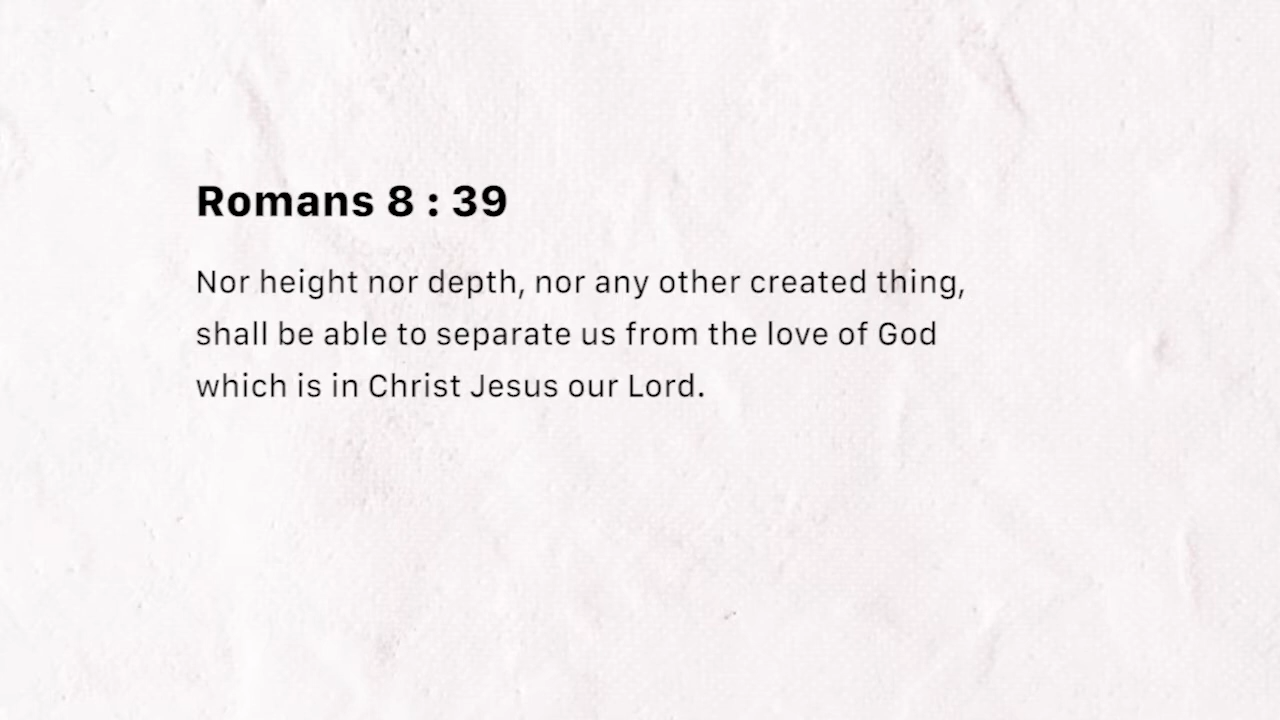 Romans 8 : 39
Nor height nor depth, nor any other created thing,
shall be able to separate us from the love of God
which is in Christ Jesus our Lord.